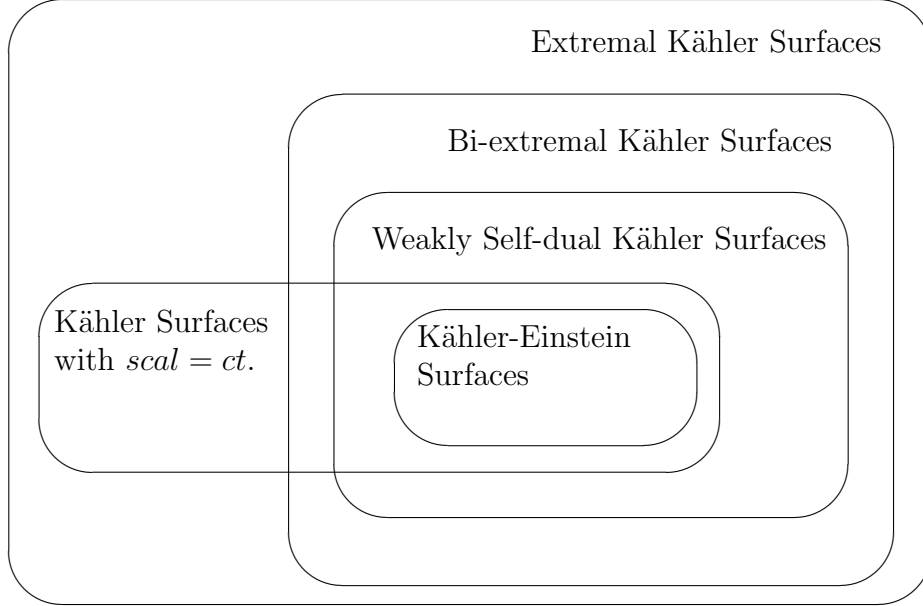 Extremal Kähler Surfaces
Bi-extremal Kähler Surfaces
Weakly Self-dual Kähler Surfaces
Kähler Surfaces
with scal = ct.
Kähler-Einstein
Surfaces